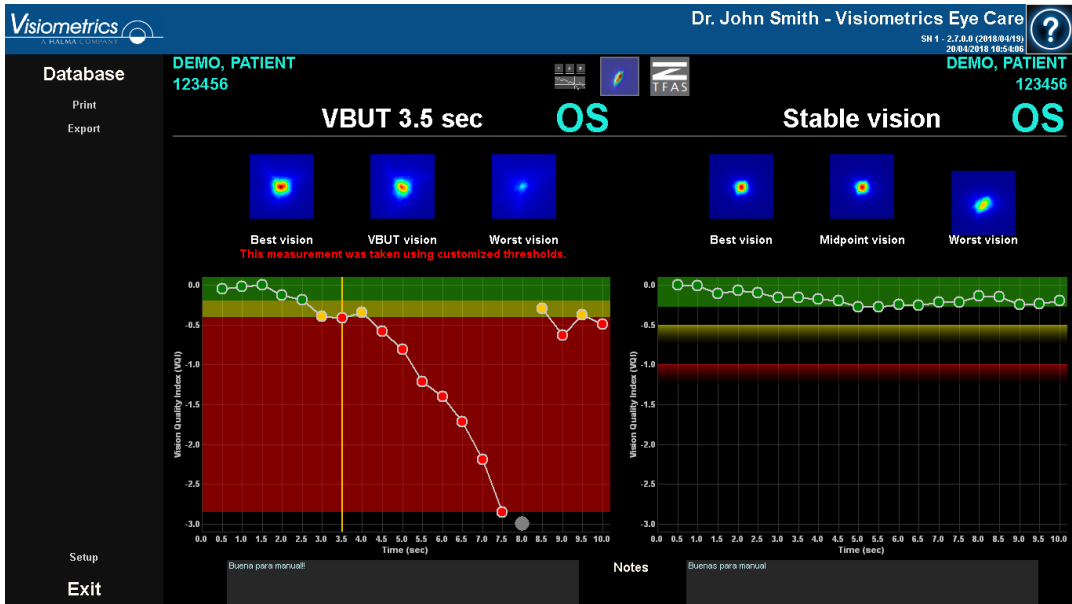 Visiometrics
A HALMA COMPANY
Dr. John Smith - Visiometrics Eye Care
SN 1 - 2.7.0.0 (2018/04/19)
20/04/2018 10:54:06
?
Database
Print
Export
Setup
Exit
DEMO, PATIENT
123456
TFAS
DEMO, PATIENT
123456
VBUT 3.5 sec
OS
Stable vision
OS
Best vision
VBUT vision
Worst vision
This measurement was taken using customized thresholds.
Best vision
Midpoint vision
Worst vision
Vision Quality Index (VQI)
0.0
-0.5
-1.0
-1.5
-2.0
-2.5
-3.0
0.0 0.5 1.0 1.5 2.0 2.5 3.0 3.5 4.0 4.5 5.0 5.5 6.0 6.5 7.0 7.5 8.0 8.5 9.0 9.5 10.0
Time (sec)
Vision Quality Index (VQI)
0.0
-0.5
-1.0
-1.5
-2.0
-2.5
-3.0
0.0 0.5 1.0 1.5 2.0 2.5 3.0 3.5 4.0 4.5 5.0 5.5 6.0 6.5 7.0 7.5 8.0 8.5 9.0 9.5 10.0
Time (sec)
Buena para manual!!
Notes
Buenas para manual